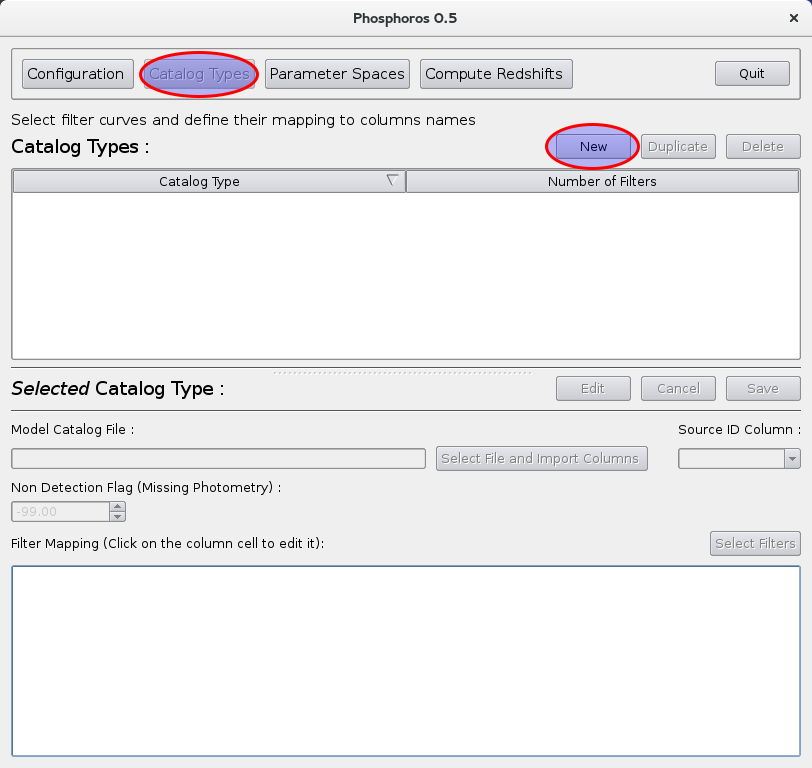 Phosphoros 0.5
Configuration Catalog Types Parameter Spaces Compute Redshifts Quit
Select filter curves and define their mapping to columns names
Catalog Types : New Duplicate Delete
Catalog Type Number of Filters
Selected Catalog Type : Edit Cancel Save
Model Catalog File : Source ID Column :
Select File and Import Columns
Non Detection Flag (Missing Photometry) :
-99.00
Filter Mapping (Click on the column cell to edit it): Select Filters